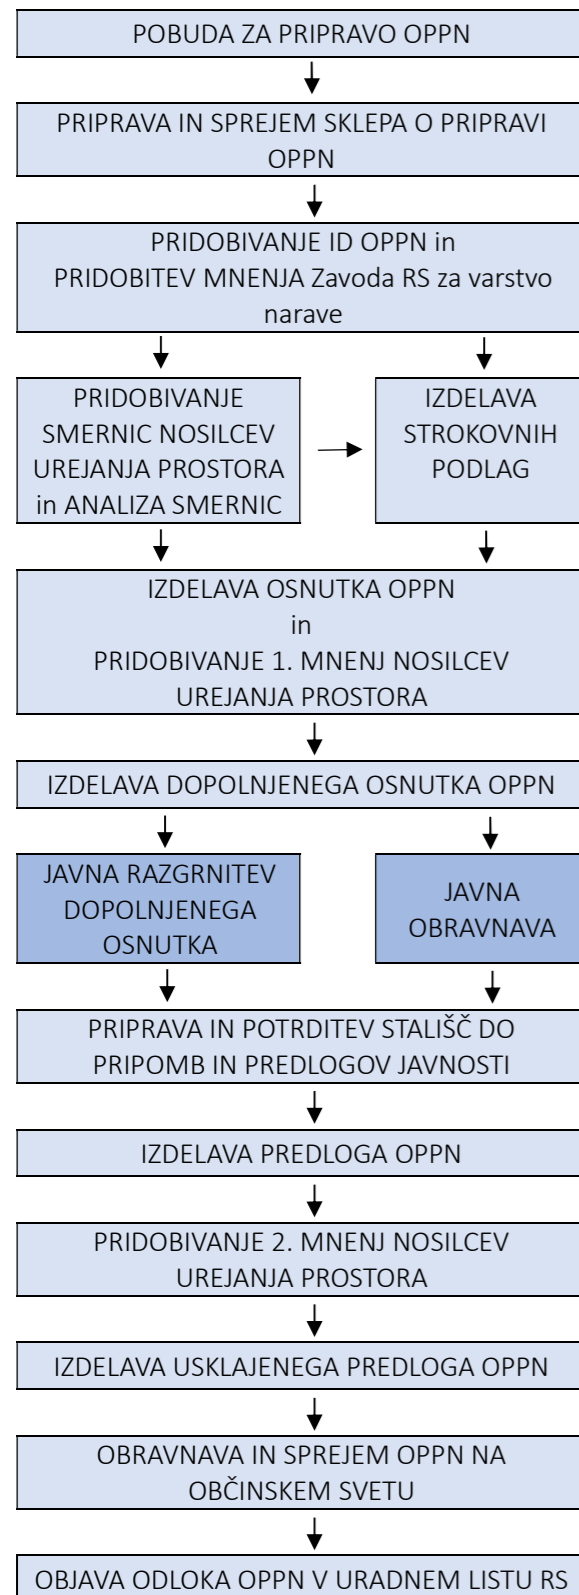 POBUDA ZA PRIPRAVO OPPN
PRIPRAVA IN SPREJEM SKLEPA O PRIPRAVI
OPPN
PRIDOBIVANJE ID OPPN in
PRIDOBITEV MNENJA Zavoda RS za varstvo
narave
PRIDOBIVANJE
SMERNIC NOSILCEV
UREJANJA PROSTORA
in ANALIZA SMERNIC
IZDELAVA
STROKOVNIH
PODLAG
IZDELAVA OSNUTKA OPPN
in
PRIDOBIVANJE 1. MNENJ NOSILCEV
UREJANJA PROSTORA
IZDELAVA DOPOLNJENEGA OSNUTKA OPPN
JAVNA RAZGRNITEV
DOPOLNJENEGA
OSNUTKA
JAVNA
OBRAVNAVA
PRIPRAVA IN POTRDITEV STALIŠČ DO
PRIPOMB IN PREDLOGOV JAVNOSTI
IZDELAVA PREDLOGA OPPN
PRIDOBIVANJE 2. MNENJ NOSILCEV
UREJANJA PROSTORA
IZDELAVA USKLAJENEGA PREDLOGA OPPN
OBRAVNAVA IN SPREJEM OPPN NA
OBČINSKEM SVETU
OBJAVA ODLOKA OPPN V URADNEM LISTU RS